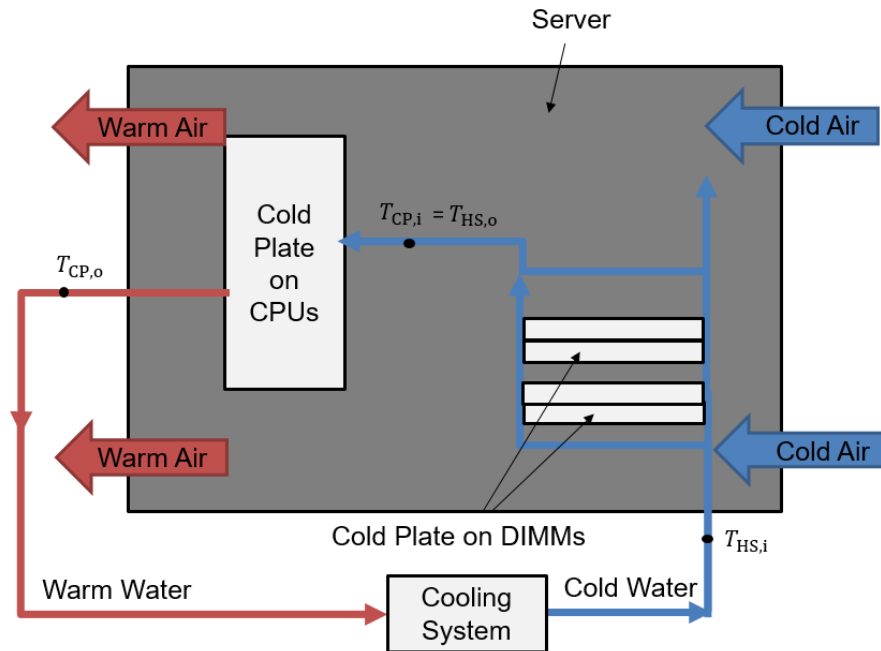 Server
Warm Air
Cold Air
Cold
Plate
on
CPUs
T_CP,i = T_HS,o
T_CP,o
Warm Air
Cold Air
Cold Plate on DIMMs
T_HS,i
Warm Water
Cooling
System
Cold Water